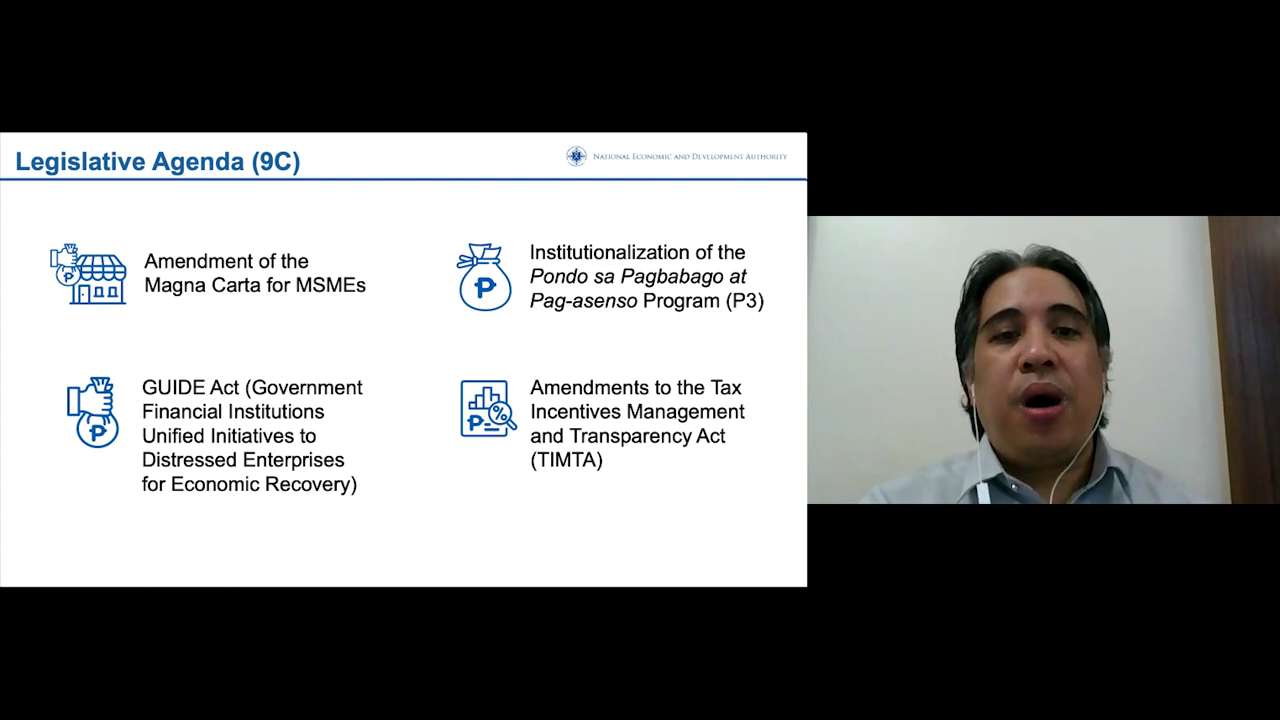 Legislative Agenda (9C)
NATIONAL ECONOMIC AND DEVELOPMENT AUTHORITY
Amendment of the
Magna Carta for MSMEs
Institutionalization of the
Pondo sa Pagbabago at
Pag-asenso Program (P3)
GUIDE Act (Government
Financial Institutions
Unified Initiatives to
Distressed Enterprises
for Economic Recovery)
Amendments to the Tax
Incentives Management
and Transparency Act
(TIMTA)